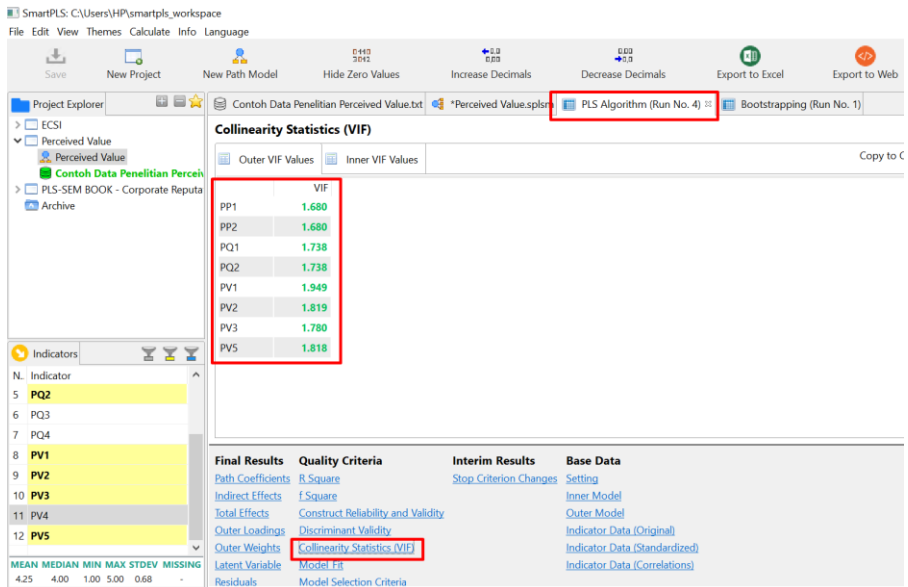 SmartPLS: C:\Users\HP\smartpls_workspace
File Edit View Themes Calculate Info Language
Save New Project New Path Model Hide Zero Values Increase Decimals Decrease Decimals Export to Excel Export to Web
Project Explorer
ECSI
Perceived Value
Perceived Value
Contoh Data Penelitian Perceiv
PLS-SEM BOOK - Corporate Reputa
Archive
Contoh Data Penelitian Perceived Value.txt *Perceived Value.splsm PLS Algorithm (Run No. 4) Bootstrapping (Run No. 1)
Collinearity Statistics (VIF)
Outer VIF Values Inner VIF Values Copy to C
VIF
PP1 1.680
PP2 1.680
PQ1 1.738
PQ2 1.738
PV1 1.949
PV2 1.819
PV3 1.780
PV5 1.818
Indicators
N. Indicator
5 PQ2
6 PQ3
7 PQ4
8 PV1
9 PV2
10 PV3
11 PV4
12 PV5
MEAN MEDIAN MIN MAX STDEV MISSING
4.25 4.00 1.00 5.00 0.68 -
Final Results Quality Criteria Interim Results Base Data
Path Coefficients R Square Stop Criterion Changes Setting
Indirect Effects f Square Inner Model
Total Effects Construct Reliability and Validity Outer Model
Outer Loadings Discriminant Validity Indicator Data (Original)
Outer Weights Collinearity Statistics (VIF) Indicator Data (Standardized)
Latent Variable Model Fit Indicator Data (Correlations)
Residuals Model Selection Criteria